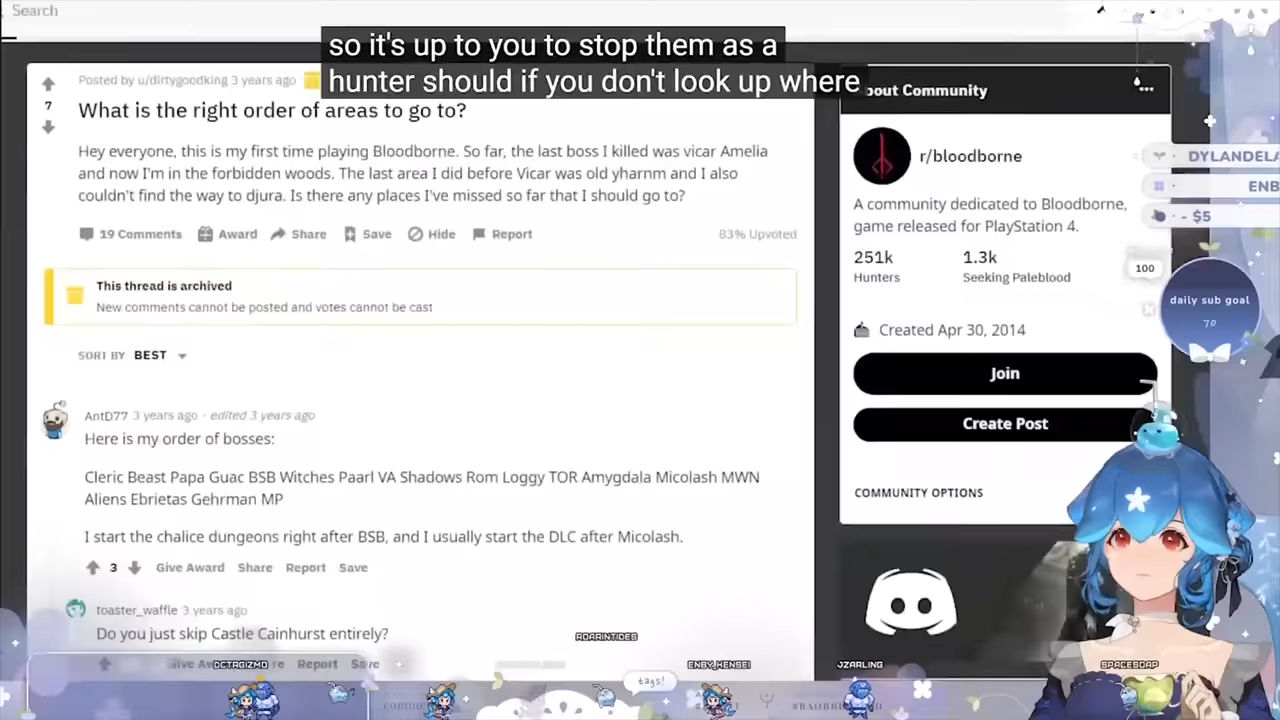 Search
so it's up to you to stop them as a
hunter should if you don't look up where
Posted by u/dirtygoodking 3 years ago
7
What is the right order of areas to go to?
Hey everyone, this is my first time playing Bloodborne. So far, the last boss I killed was vicar Amelia
and now I'm in the forbidden woods. The last area I did before Vicar was old yharnm and I also
couldn't find the way to djura. Is there any places I've missed so far that I should go to?
19 Comments Award Share Save Hide Report 83% Upvoted
This thread is archived
New comments cannot be posted and votes cannot be cast
SORT BY BEST
AntD77 3 years ago · edited 3 years ago
Here is my order of bosses:
Cleric Beast Papa Guac BSB Witches Paarl VA Shadows Rom Loggy TOR Amygdala Micolash MWN
Aliens Ebrietas Gehrman MP
I start the chalice dungeons right after BSB, and I usually start the DLC after Micolash.
3 Give Award Share Report Save
toaster_waffle 3 years ago
Do you just skip Castle Cainhurst entirely?
Report Save
out Community
r/bloodborne
A community dedicated to Bloodborne,
game released for PlayStation 4.
251k 1.3k
Hunters Seeking Paleblood
Created Apr 30, 2014
Join
Create Post
COMMUNITY OPTIONS
DYLANDELA
ENB
- $5
100
daily sub goal
70
ROARINTIDES
DCTRGIZMO
ENBY_KENSEI
JZARLING
SPACESOAP
tags!